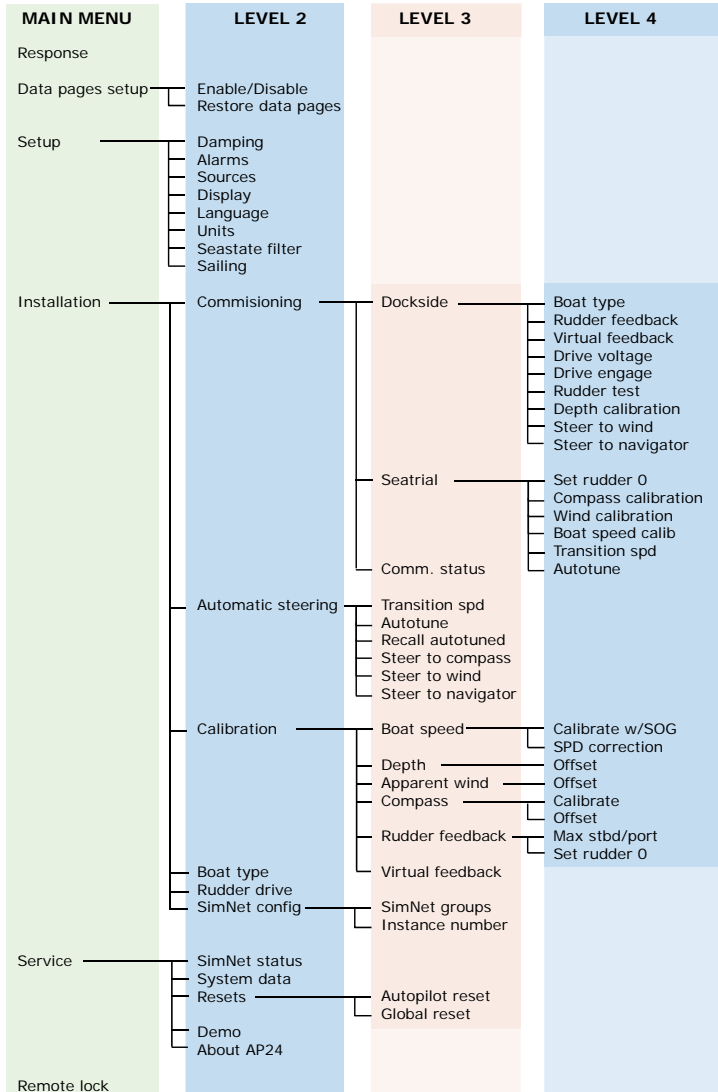 MAIN MENU LEVEL 2 LEVEL 3 LEVEL 4
Response
Data pages setup Enable/Disable
Restore data pages
Setup Damping
Alarms
Sources
Display
Language
Units
Seastate filter
Sailing
Installation Commisioning Dockside Boat type
Rudder feedback
Virtual feedback
Drive voltage
Drive engage
Rudder test
Depth calibration
Steer to wind
Steer to navigator
Seatrial Set rudder 0
Compass calibration
Wind calibration
Boat speed calib
Transition spd
Comm. status Autotune
Automatic steering Transition spd
Autotune
Recall autotuned
Steer to compass
Steer to wind
Steer to navigator
Calibration Boat speed Calibrate w/SOG
SPD correction
Depth Offset
Apparent wind Offset
Compass Calibrate
Offset
Rudder feedback Max stbd/port
Set rudder 0
Boat type Virtual feedback
Rudder drive
SimNet config SimNet groups
Instance number
Service SimNet status
System data
Resets Autopilot reset
Global reset
Demo
About AP24
Remote lock